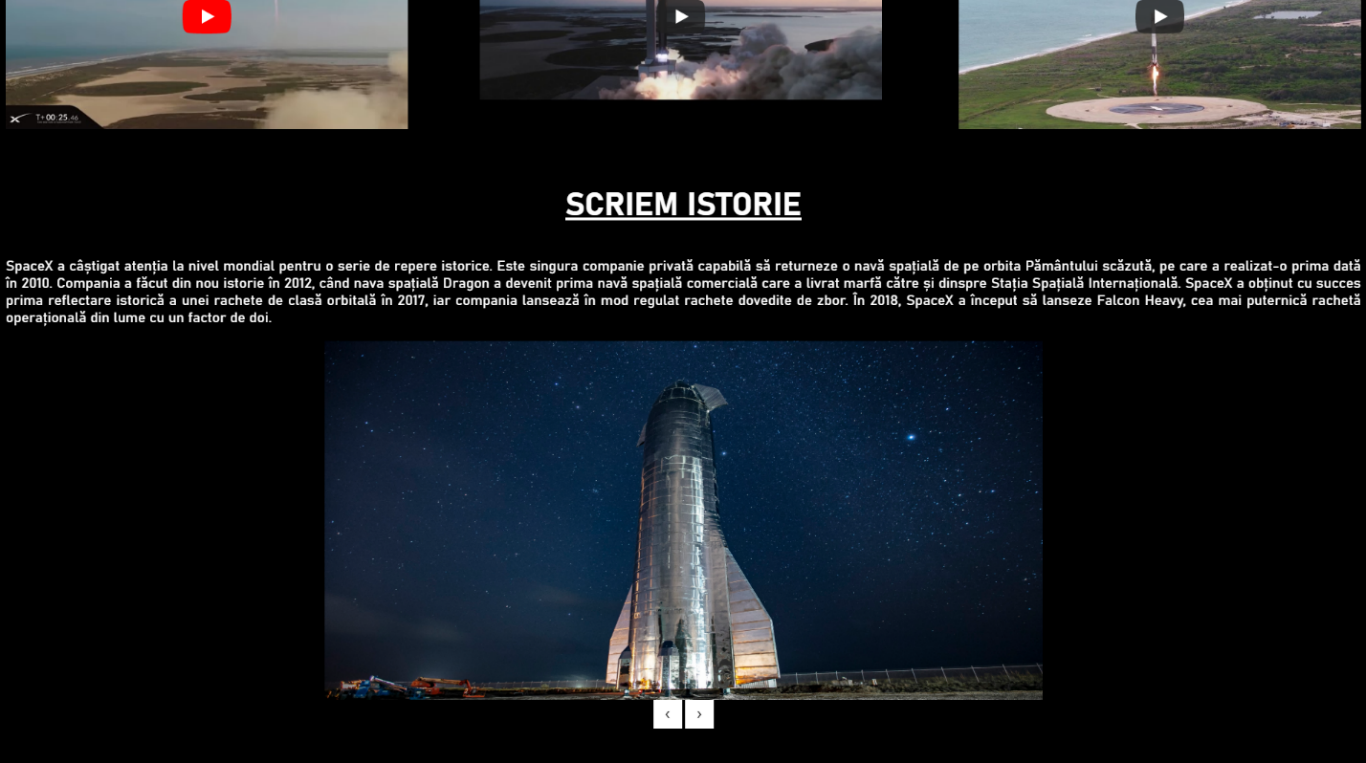 T+ 00:25
SCRIEM ISTORIE
SpaceX a câștigat atenția la nivel mondial pentru o serie de repere istorice. Este singura companie privată capabilă să returneze o navă spațială de pe orbita Pământului scăzută, pe care a realizat-o prima dată
în 2010. Compania a făcut din nou istorie în 2012, când nava spațială Dragon a devenit prima navă spațială comercială care a livrat marfă către și dinspre Stația Spațială Internațională. SpaceX a obținut cu succes
prima reflectare istorică a unei rachete de clasă orbitală în 2017, iar compania lansează în mod regulat rachete dovedite de zbor. În 2018, SpaceX a început să lanseze Falcon Heavy, cea mai puternică rachetă
operațională din lume cu un factor de doi.
‹ ›